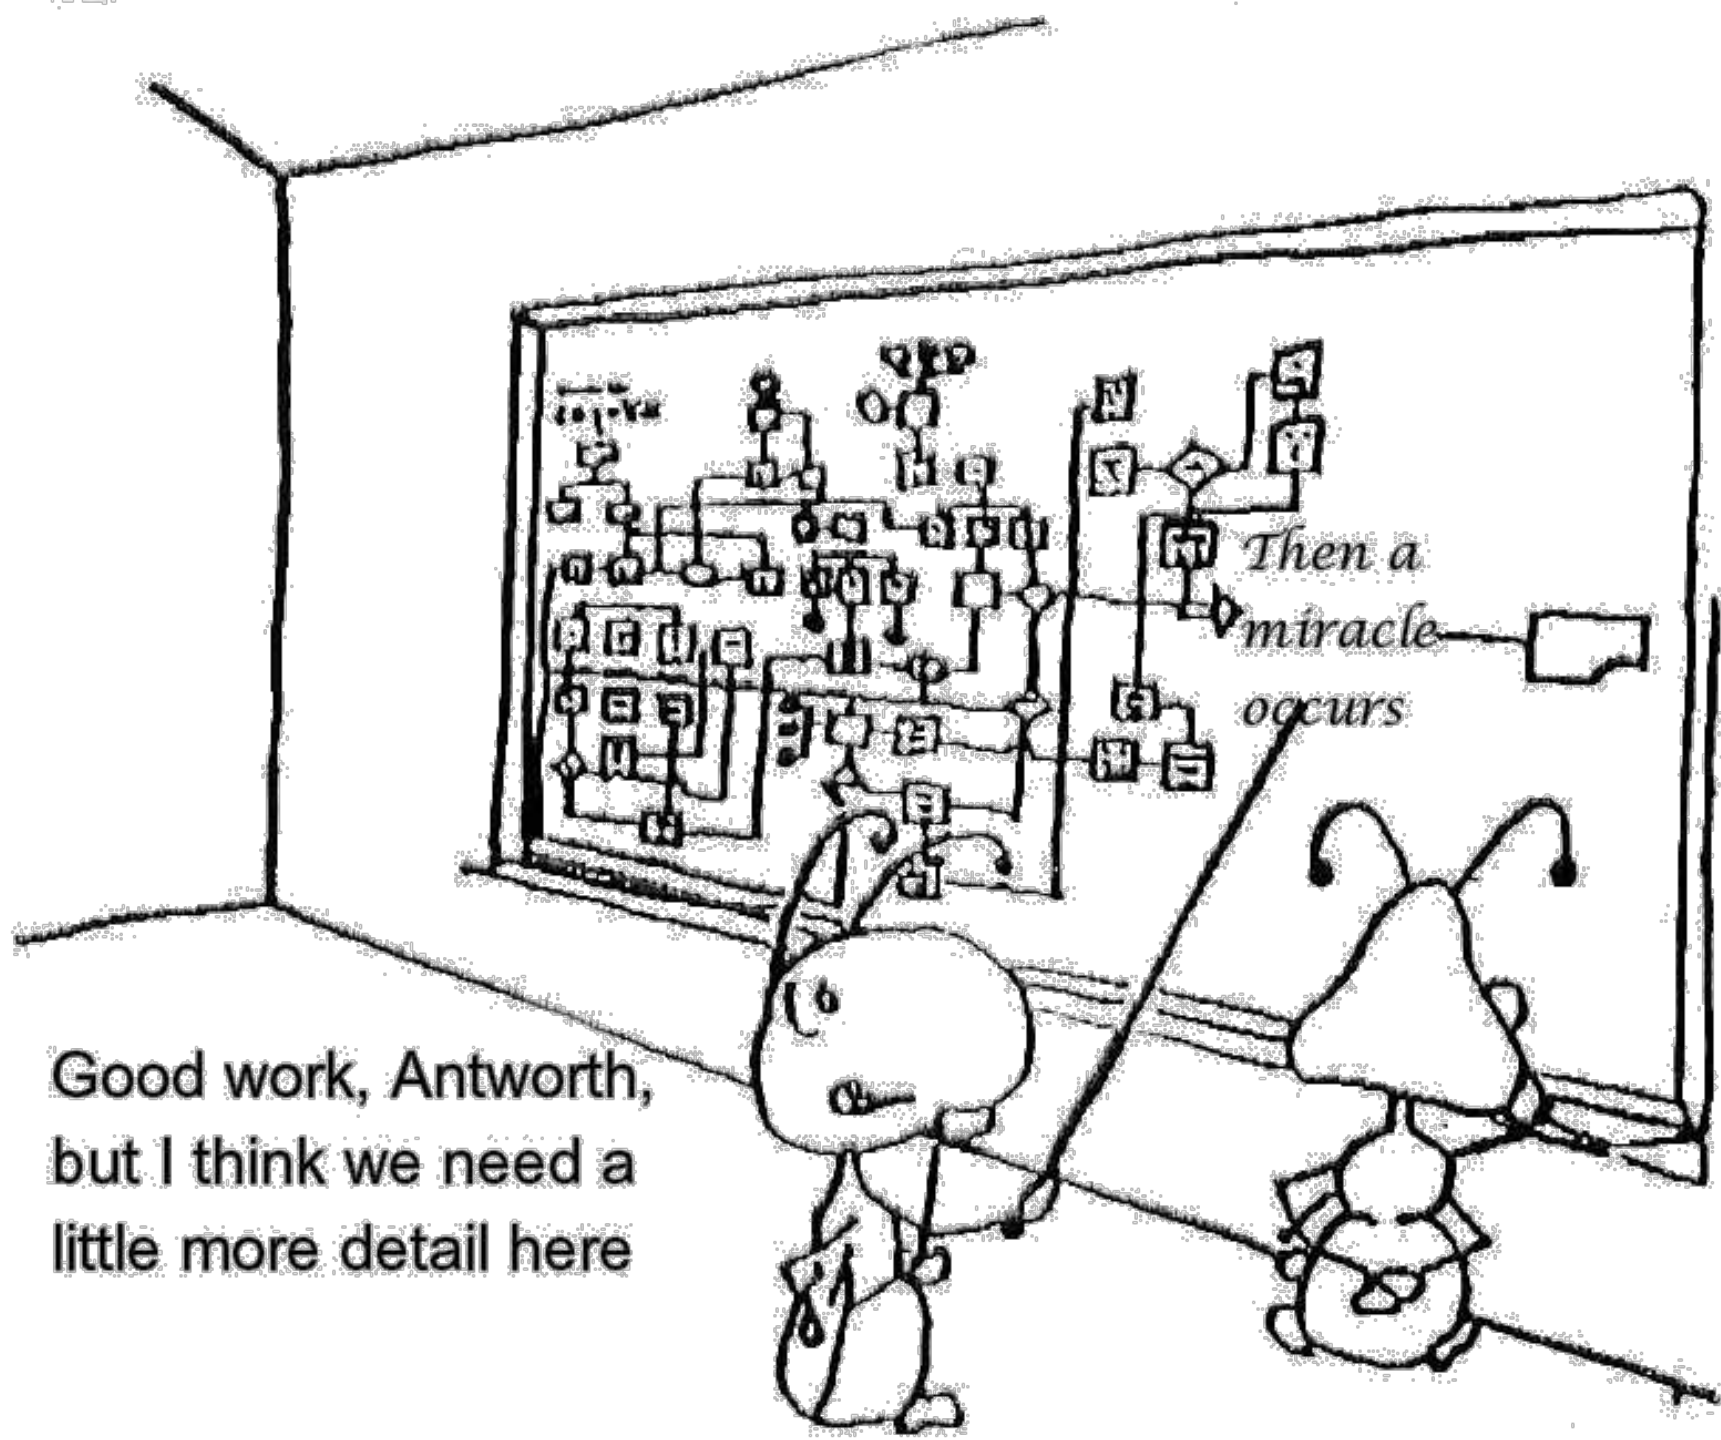 Then a
miracle
occurs
Good work, Antworth,
but I think we need a
little more detail here